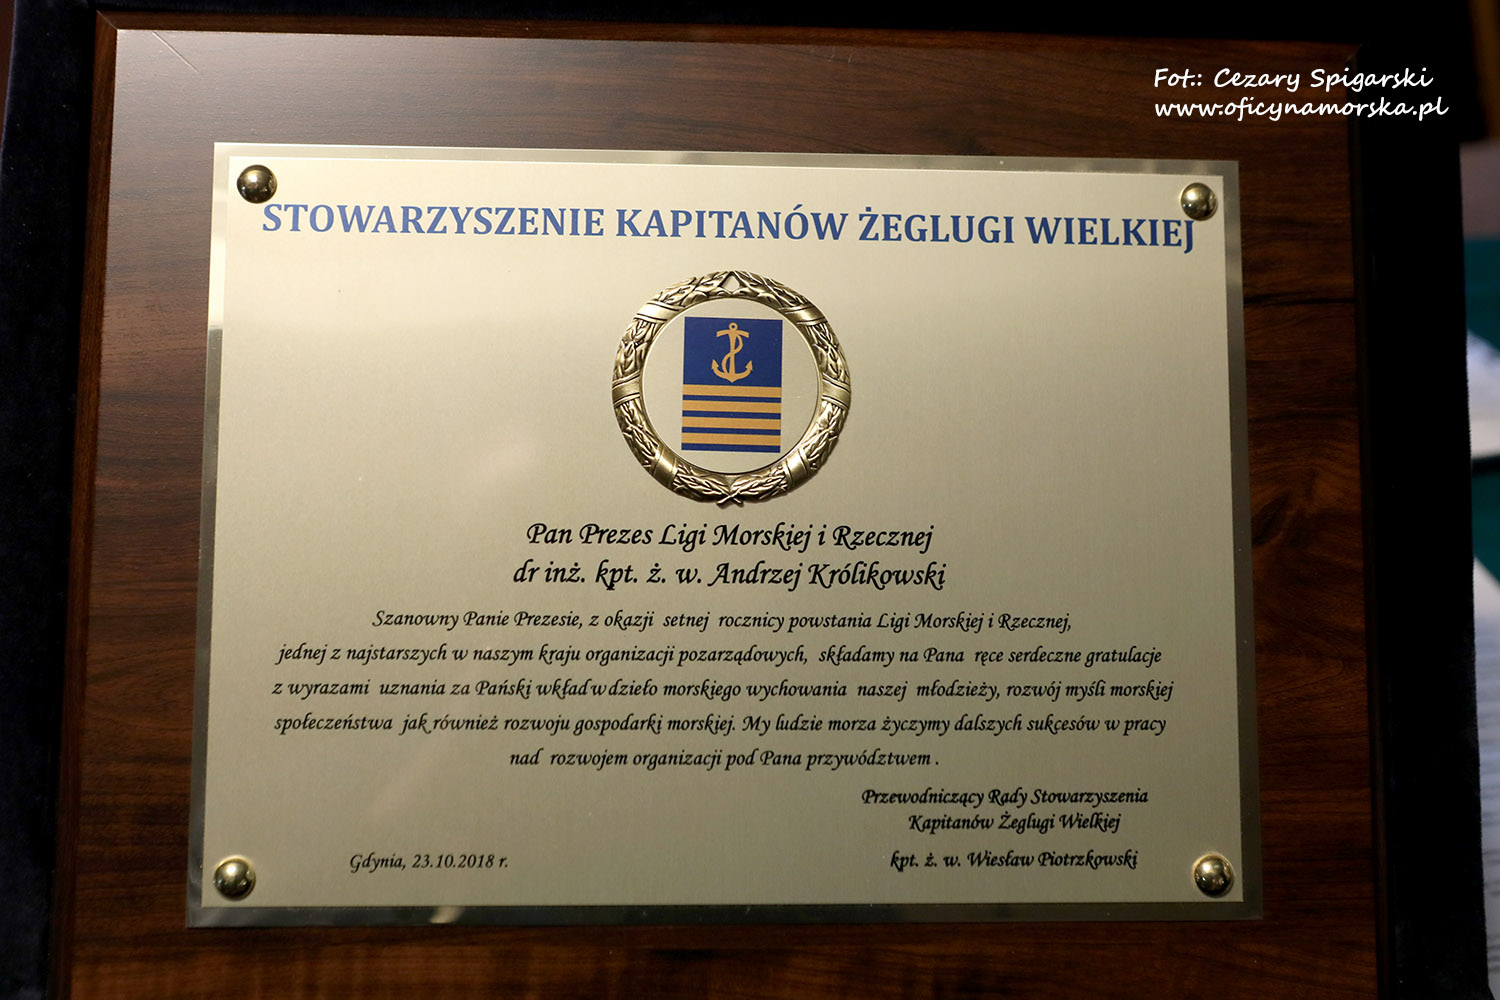 Fot.: Cezary Spigarski
www.oficynamorska.pl
STOWARZYSZENIE KAPITANÓW ŻEGLUGI WIELKIEJ
Pan Prezes Ligi Morskiej i Rzecznej
dr inż. kpt. ż. w. Andrzej Królikowski
Szanowny Panie Prezesie, z okazji setnej rocznicy powstania Ligi Morskiej i Rzecznej,
jednej z najstarszych w naszym kraju organizacji pozarządowych, składamy na Pana ręce serdeczne gratulacje
z wyrazami uznania za Pański wkład w dzieło morskiego wychowania naszej młodzieży, rozwój myśli morskiej
społeczeństwa jak również rozwoju gospodarki morskiej. My ludzie morza życzymy dalszych sukcesów w pracy
nad rozwojem organizacji pod Pana przywództwem .
Przewodniczący Rady Stowarzyszenia
Kapitanów Żeglugi Wielkiej
Gdynia, 23.10.2018 r.
kpt. ż. w. Wiesław Piotrzkowski